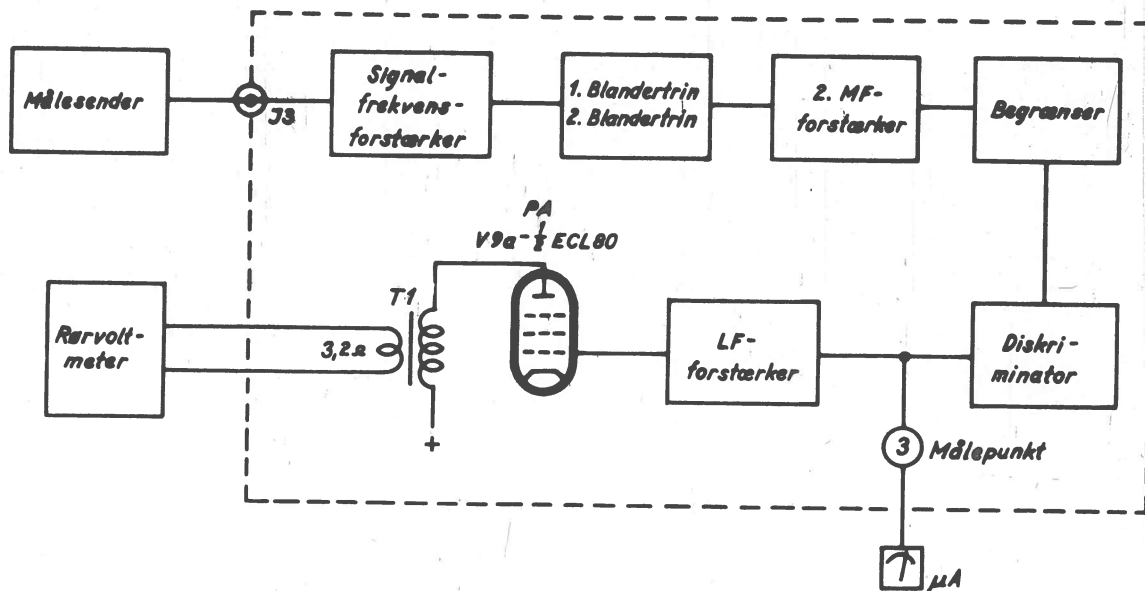 Målesender
J3
Signal-
frekvens-
forstærker
1. Blandertrin
2. Blandertrin
2. MF-
forstærker
Begrænser
PA
V9a-½ ECL80
Rørvolt-
meter
3,2Ω
T1
+
LF-
forstærker
Diskri-
minator
3
Målepunkt
µA